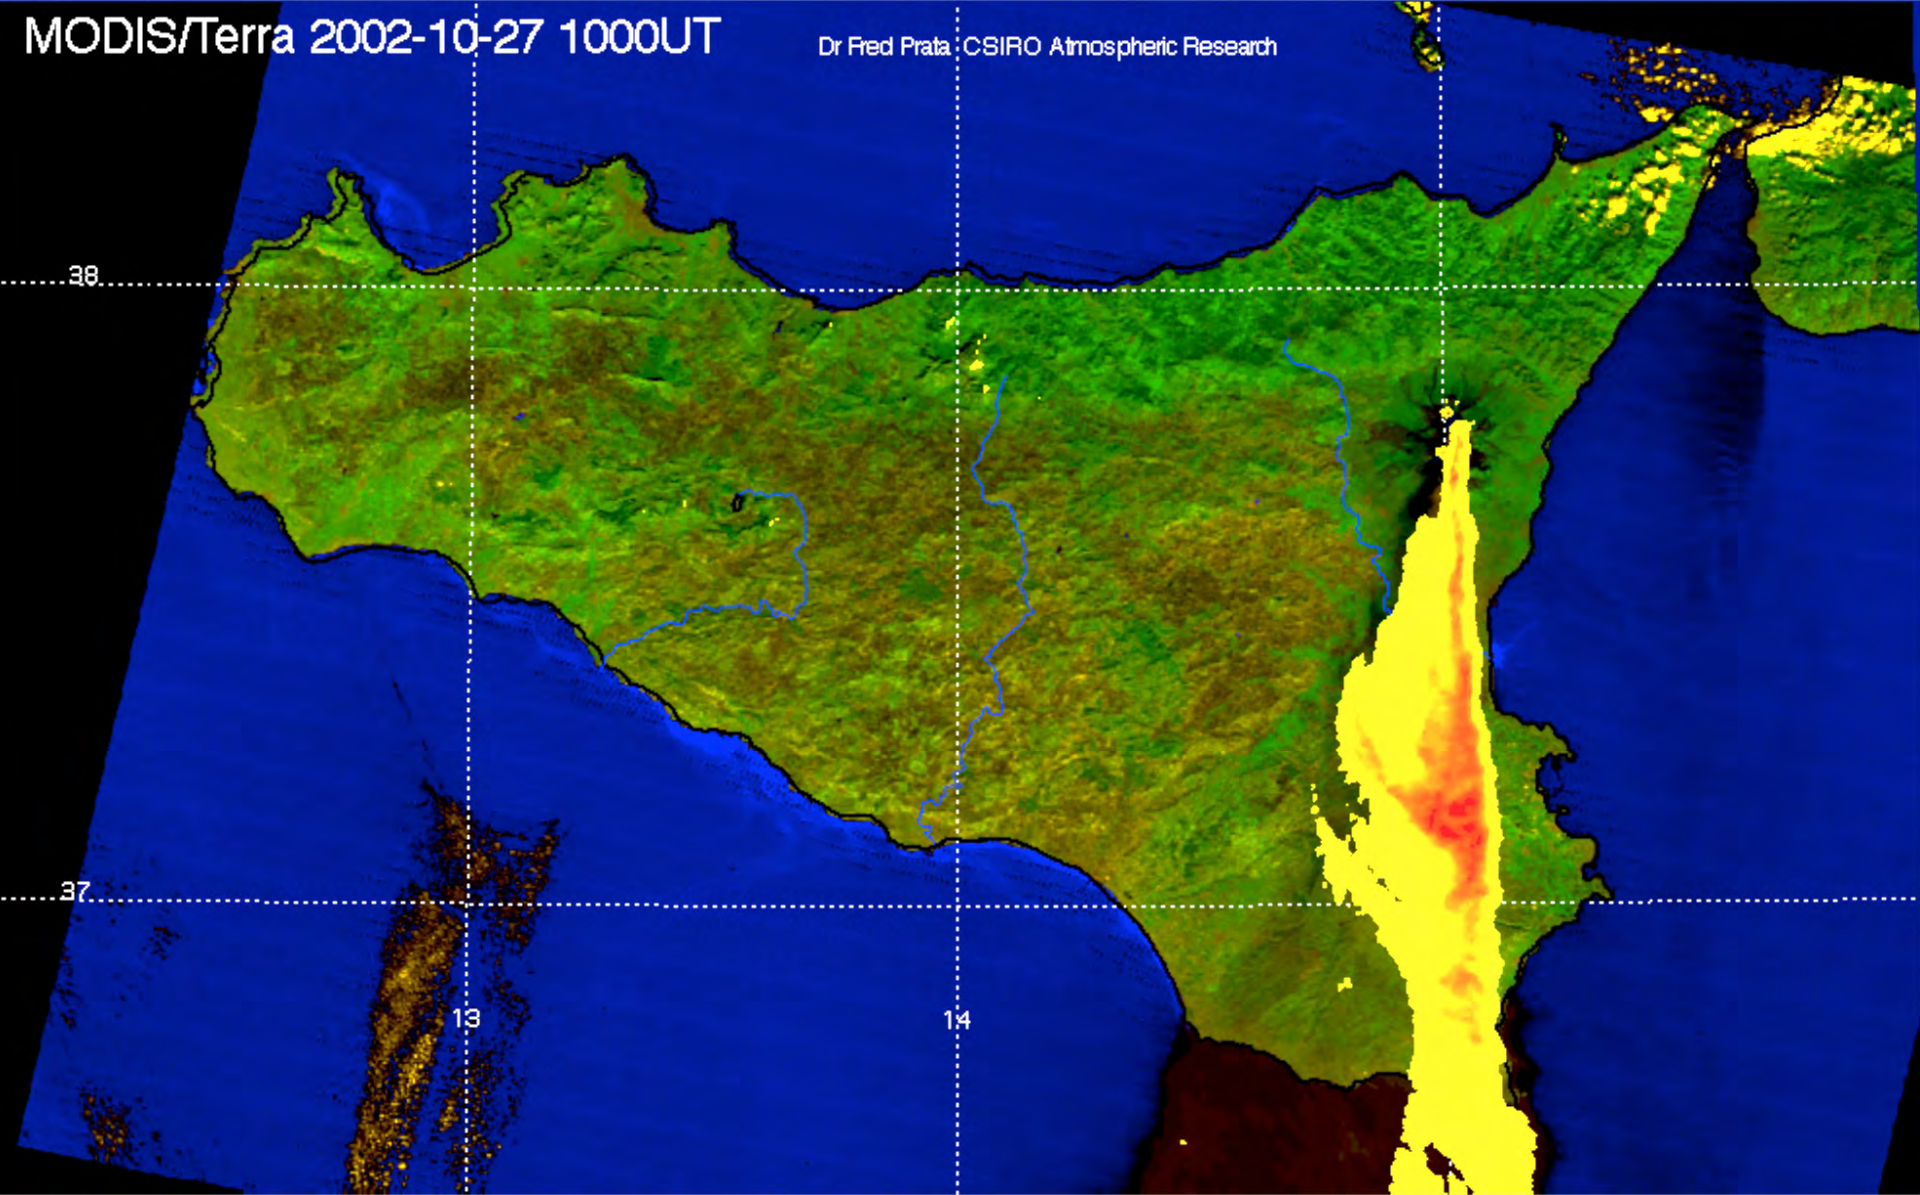 MODIS/Terra 2002-10-27 1000UT
Dr Fred Prata CSIRO Atmospheric Research
38
37
13
14